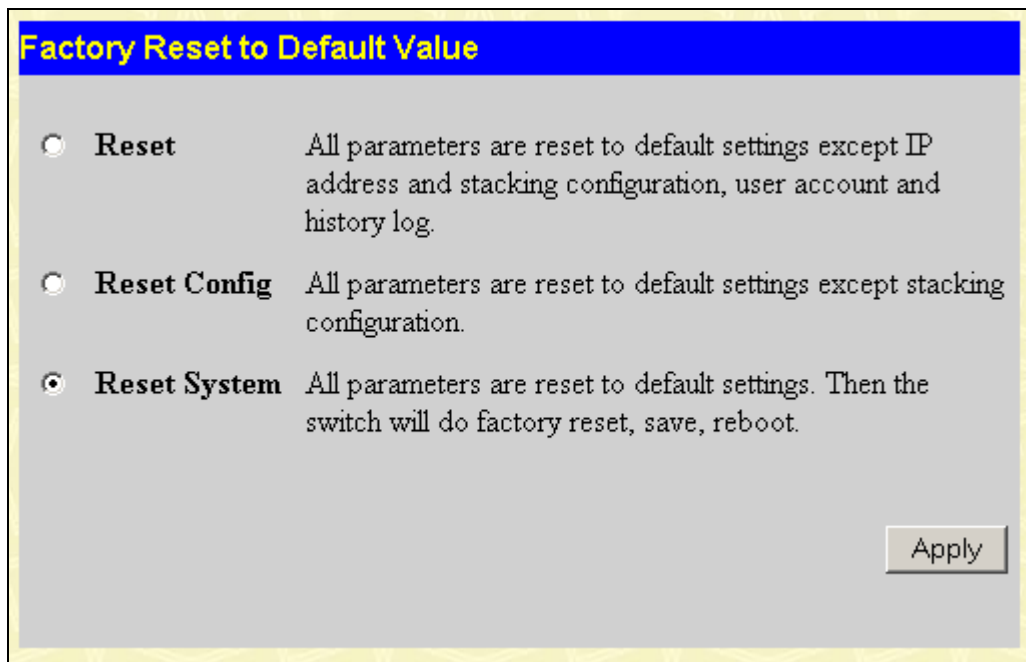 Factory Reset to Default Value
Reset
All parameters are reset to default settings except IP
address and stacking configuration, user account and
history log.
Reset Config
All parameters are reset to default settings except stacking
configuration.
Reset System
All parameters are reset to default settings. Then the
switch will do factory reset, save, reboot.
Apply